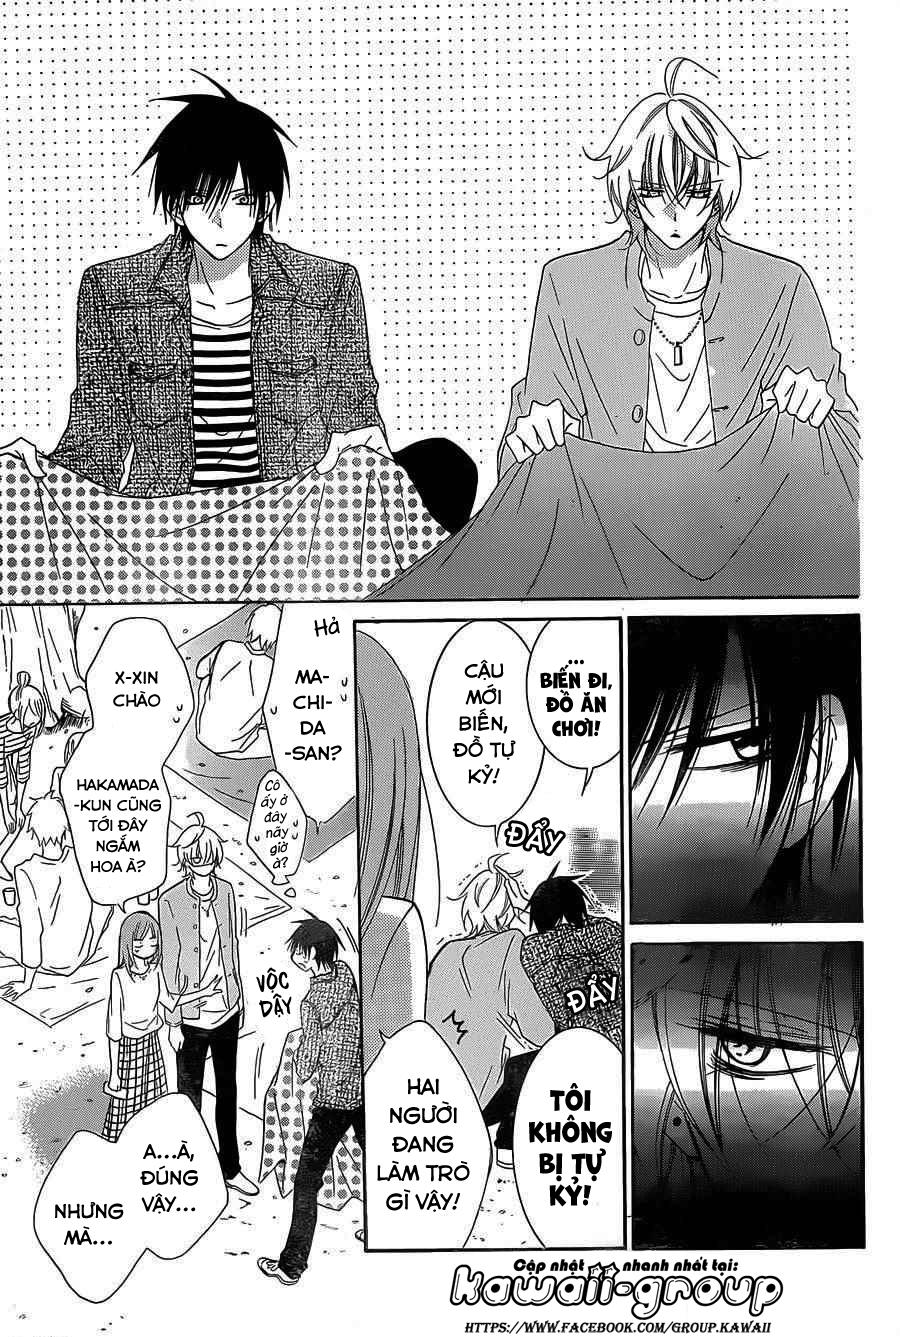 ...
BIẾN ĐI,
ĐỒ ĂN
CHƠI!
CẬU
MỚI
BIẾN,
ĐỒ TỰ
KỶ!
ĐẨY
ĐẨY
TÔI
KHÔNG
BỊ TỰ
KỶ!
HAI
NGƯỜI
ĐANG
LÀM TRÒ
GÌ VẬY!
Hả
MA-
CHI-
DA
-SAN?
Cô
ấy ở
đây
nãy
giờ
à?
X-XIN
CHÀO
HAKAMADA
-KUN CŨNG
TỚI ĐÂY
NGẮM
HOA À?
VỘC
DẬY
A...À,
ĐÚNG
VẬY...
NHƯNG
MÀ...
Cập nhật nhanh nhất tại:
kawaii-group
HTTPS://WWW.FACEBOOK.COM/GROUP.KAWAII